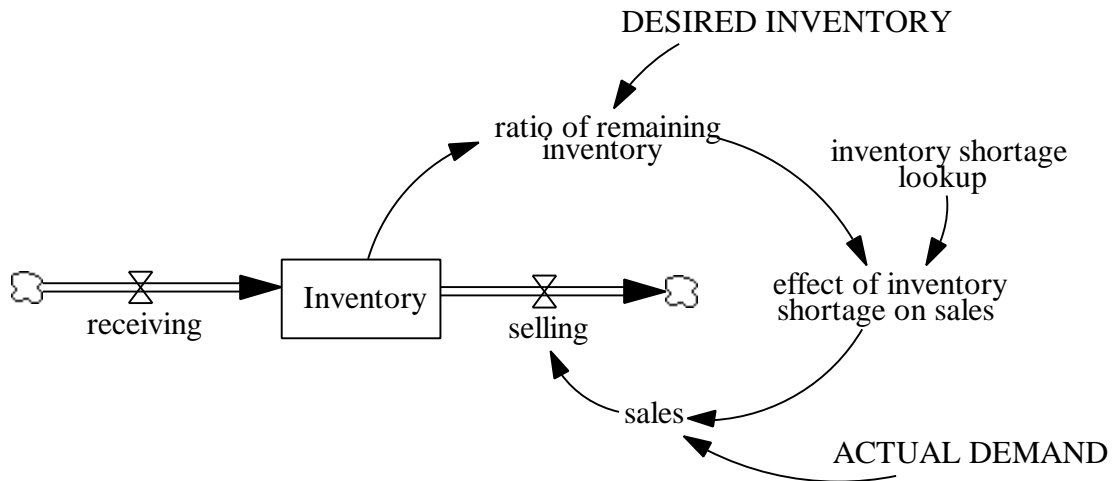 DESIRED INVENTORY
ratio of remaining
inventory
inventory shortage
lookup
effect of inventory
shortage on sales
Inventory
receiving
selling
sales
ACTUAL DEMAND